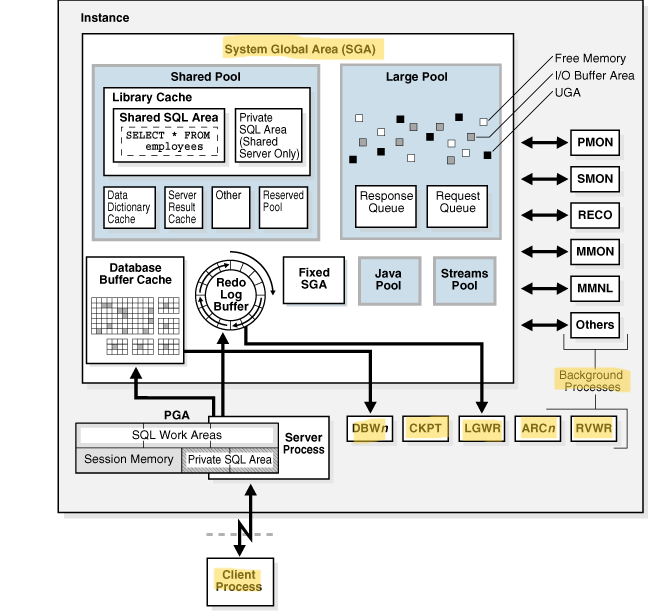 Instance
System Global Area (SGA)
Shared Pool
Library Cache
Shared SQL Area
SELECT * FROM
employees
Private
SQL Area
(Shared
Server Only)
Data
Dictionary
Cache
Server
Result
Cache
Other
Reserved
Pool
Large Pool
Response
Queue
Request
Queue
Free Memory
I/O Buffer Area
UGA
PMON
SMON
RECO
MMON
MMNL
Others
Background
Processes
Database
Buffer Cache
Redo
Log
Buffer
Fixed
SGA
Java
Pool
Streams
Pool
DBWn
CKPT
LGWR
ARCn
RVWR
PGA
SQL Work Areas
Session Memory
Private SQL Area
Server
Process
Client
Process